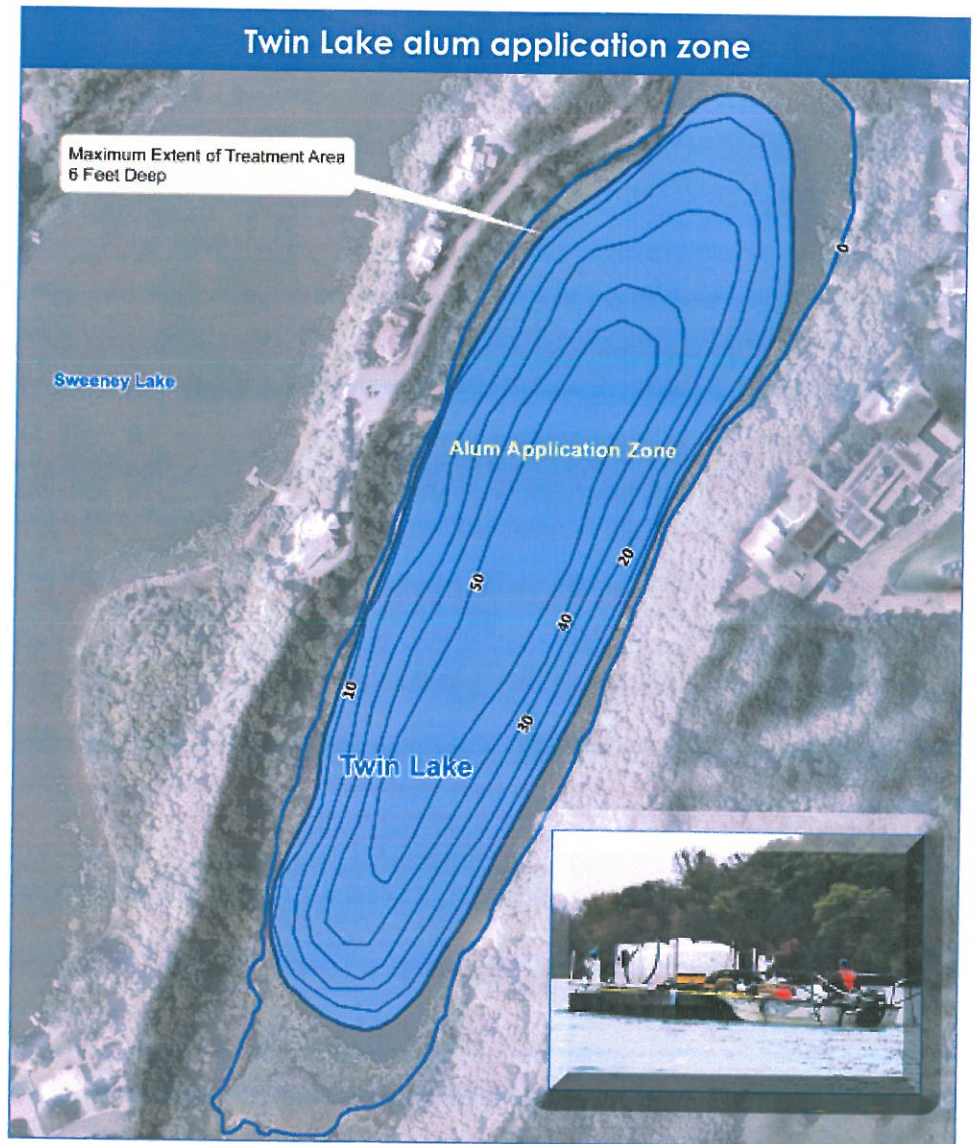 Twin Lake alum application zone
Maximum Extent of Treatment Area
6 Feet Deep
0
Sweeney Lake
Alum Application Zone
20
50
40
10
30
Twin Lake